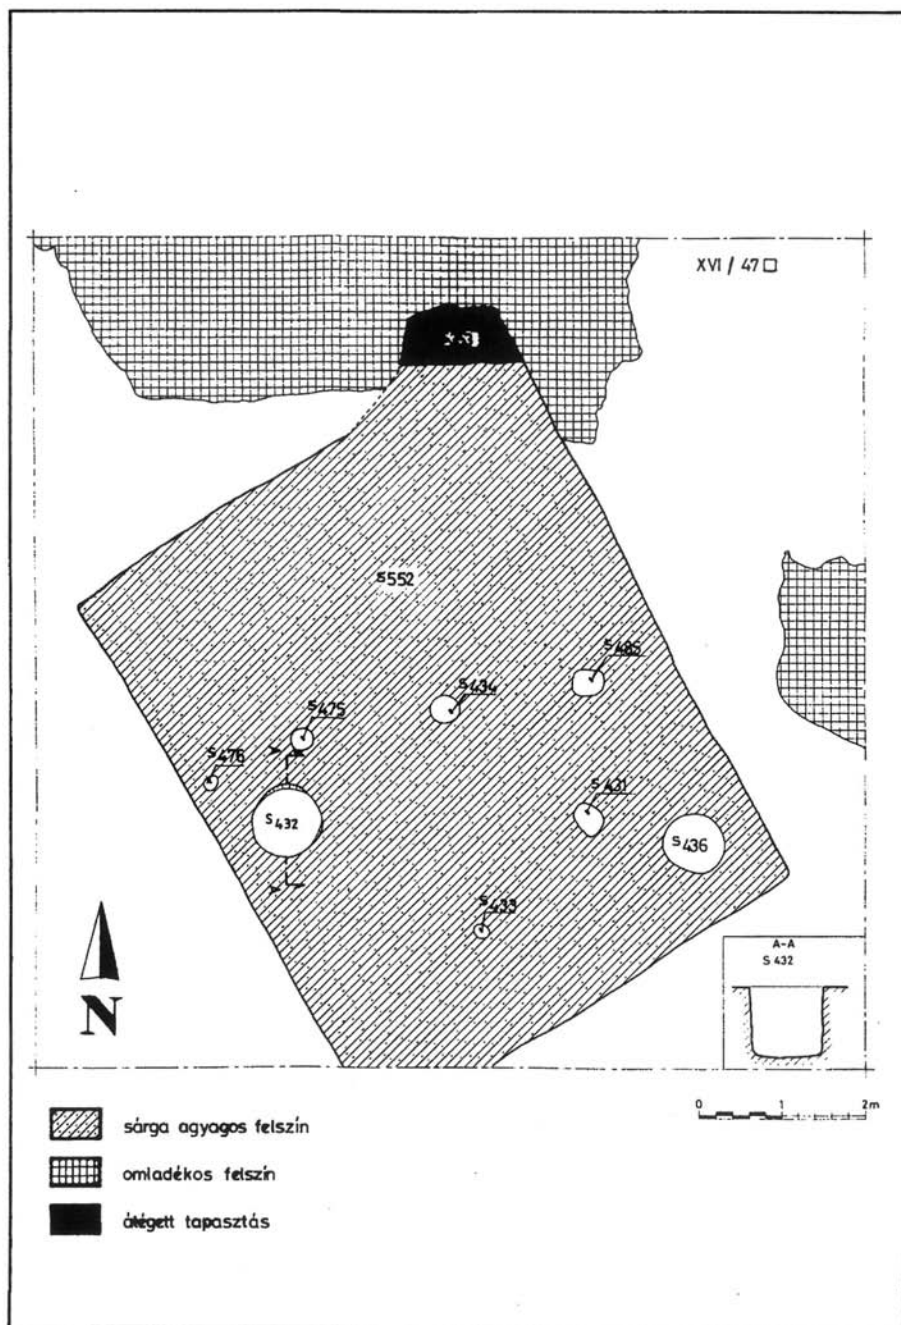 XVI / 47
S552
S485
S434
S475
S476
S431
S432
S436
S433
A-A
S 432
N
0 1 2m
sárga agyagos felszín
omladékos felszín
átégett tapasztás